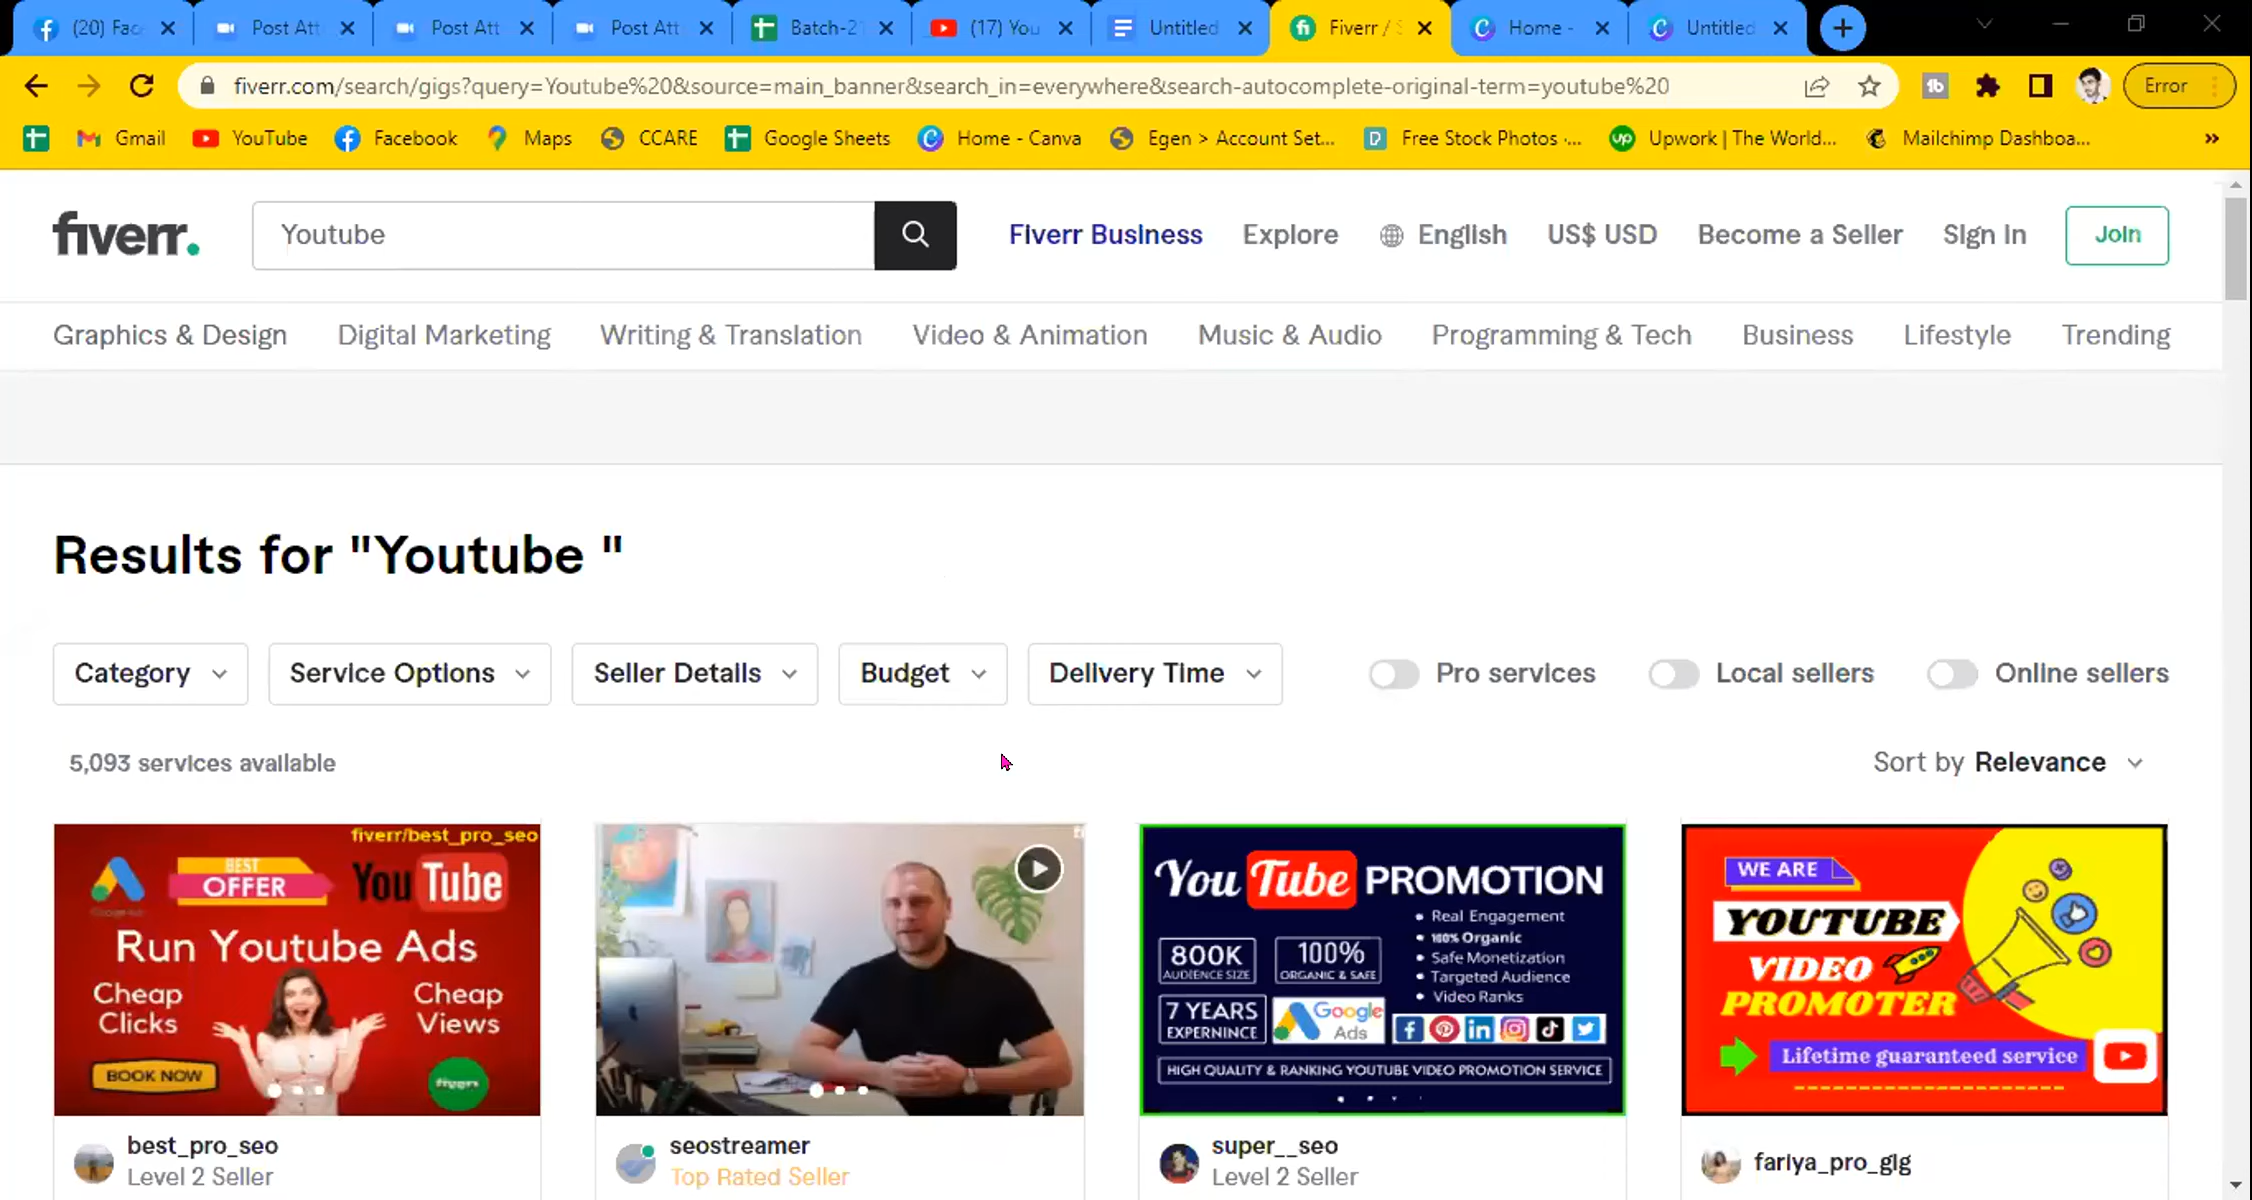 (20) Fac
Post Att
Post Att
Post Att
Batch-21
(17) You
Untitled
Fiverr / S
Home -
Untitled
fiverr.com/search/gigs?query=Youtube%20&source=main_banner&search_in=everywhere&search-autocomplete-original-term=youtube%20
Error
Gmail
YouTube
Facebook
Maps
CCARE
Google Sheets
Home - Canva
Egen > Account Set...
Free Stock Photos ·...
Upwork | The World...
Mailchimp Dashboa...
»
fiverr.
Youtube
Fiverr Business
Explore
English
US$ USD
Become a Seller
Sign In
Join
Graphics & Design
Digital Marketing
Writing & Translation
Video & Animation
Music & Audio
Programming & Tech
Business
Lifestyle
Trending
Results for "Youtube "
Category
Service Options
Seller Details
Budget
Delivery Time
Pro services
Local sellers
Online sellers
5,093 services available
Sort by Relevance
fiverr/best_pro_seo
BEST
OFFER
YouTube
Run Youtube Ads
Cheap
Clicks
Cheap
Views
BOOK NOW
fiverr
best_pro_seo
Level 2 Seller
seostreamer
Top Rated Seller
YouTube PROMOTION
• Real Engagement
• 100% Organic
• Safe Monetization
• Targeted Audience
• Video Ranks
800K
AUDIENCE SIZE
100%
ORGANIC & SAFE
7 YEARS
EXPERNINCE
Google
Ads
HIGH QUALITY & RANKING YOUTUBE VIDEO PROMOTION SERVICE
super__seo
Level 2 Seller
WE ARE
YOUTUBE
VIDEO
PROMOTER
Lifetime guaranteed service
fariya_pro_gig